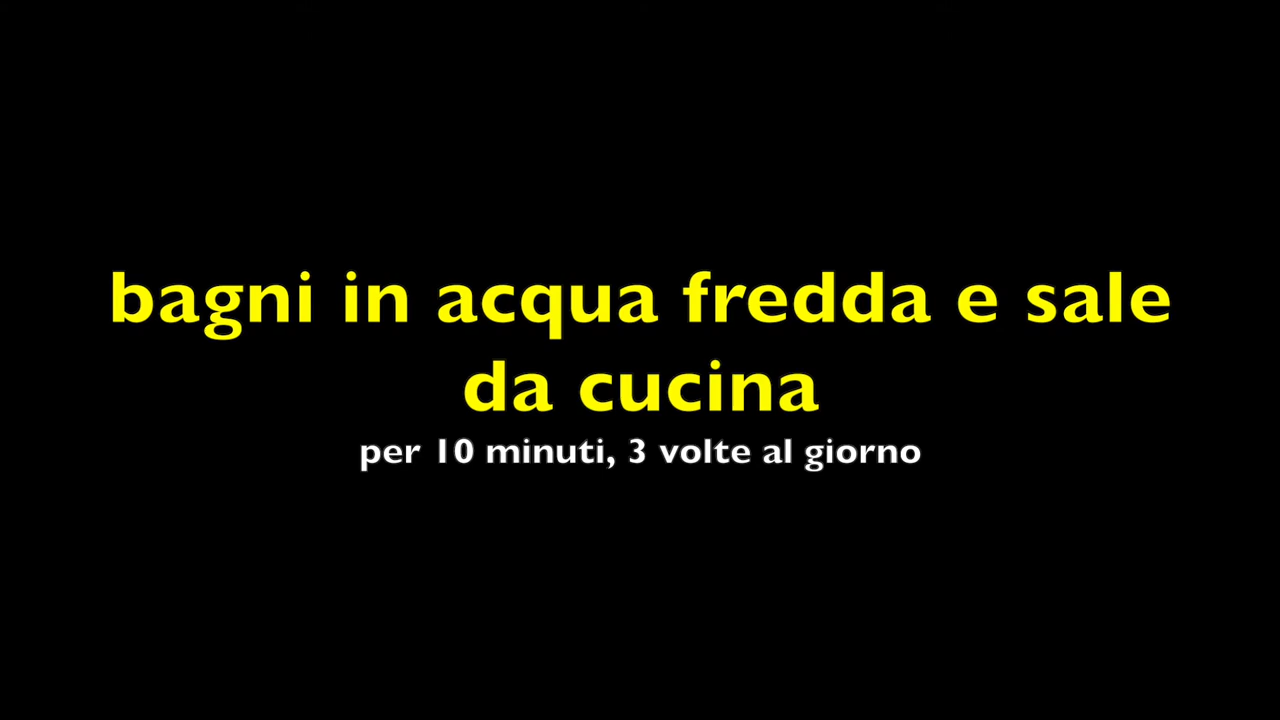 bagni in acqua fredda e sale
da cucina
per 10 minuti, 3 volte al giorno